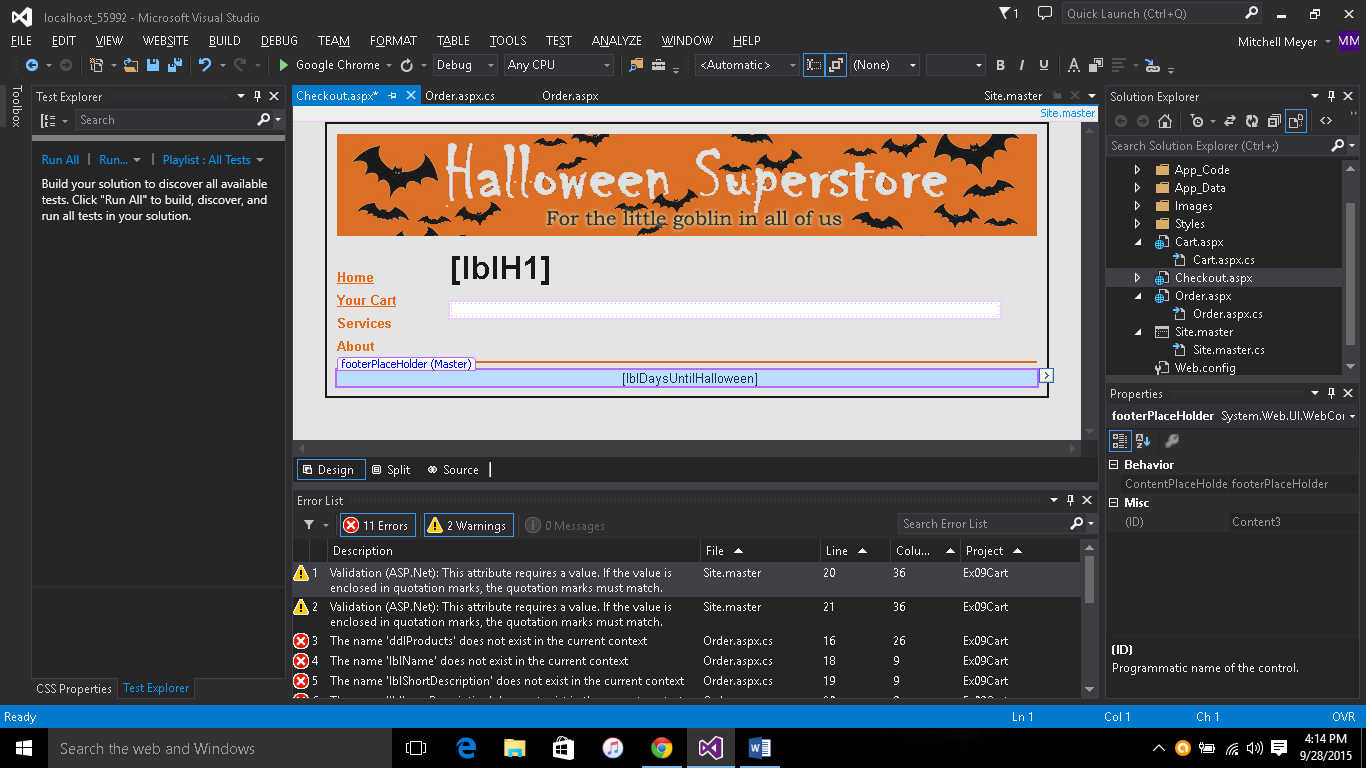 localhost_55992 - Microsoft Visual Studio
1
Quick Launch (Ctrl+Q)
FILE EDIT VIEW WEBSITE BUILD DEBUG TEAM FORMAT TABLE TOOLS TEST ANALYZE WINDOW HELP
Mitchell Meyer MM
Google Chrome Debug Any CPU <Automatic> (None) B I U A
Toolbox
Test Explorer
Search
Run All Run... Playlist : All Tests
Build your solution to discover all available
tests. Click "Run All" to build, discover, and
run all tests in your solution.
CSS Properties Test Explorer
Checkout.aspx* Order.aspx.cs Order.aspx Site.master
Site.master
Halloween Superstore
For the little goblin in all of us
[lblH1]
Home
Your Cart
Services
About
footerPlaceHolder (Master)
[lblDaysUntilHalloween]
Design Split Source
Error List
11 Errors 2 Warnings 0 Messages
Search Error List
Description File Line Colu... Project
1 Validation (ASP.Net): This attribute requires a value. If the value is
enclosed in quotation marks, the quotation marks must match.
Site.master 20 36 Ex09Cart
2 Validation (ASP.Net): This attribute requires a value. If the value is
enclosed in quotation marks, the quotation marks must match.
Site.master 21 36 Ex09Cart
3 The name 'ddlProducts' does not exist in the current context Order.aspx.cs 16 26 Ex09Cart
4 The name 'lblName' does not exist in the current context Order.aspx.cs 18 9 Ex09Cart
5 The name 'lblShortDescription' does not exist in the current context Order.aspx.cs 19 9 Ex09Cart
Solution Explorer
Search Solution Explorer (Ctrl+;)
App_Code
App_Data
Images
Styles
Cart.aspx
Cart.aspx.cs
Checkout.aspx
Order.aspx
Order.aspx.cs
Site.master
Site.master.cs
Web.config
Properties
footerPlaceHolder System.Web.UI.WebCor
Behavior
ContentPlaceHolde footerPlaceHolder
Misc
(ID) Content3
(ID)
Programmatic name of the control.
Ready Ln 1 Col 1 Ch 1 OVR
Search the web and Windows
4:14 PM
9/28/2015